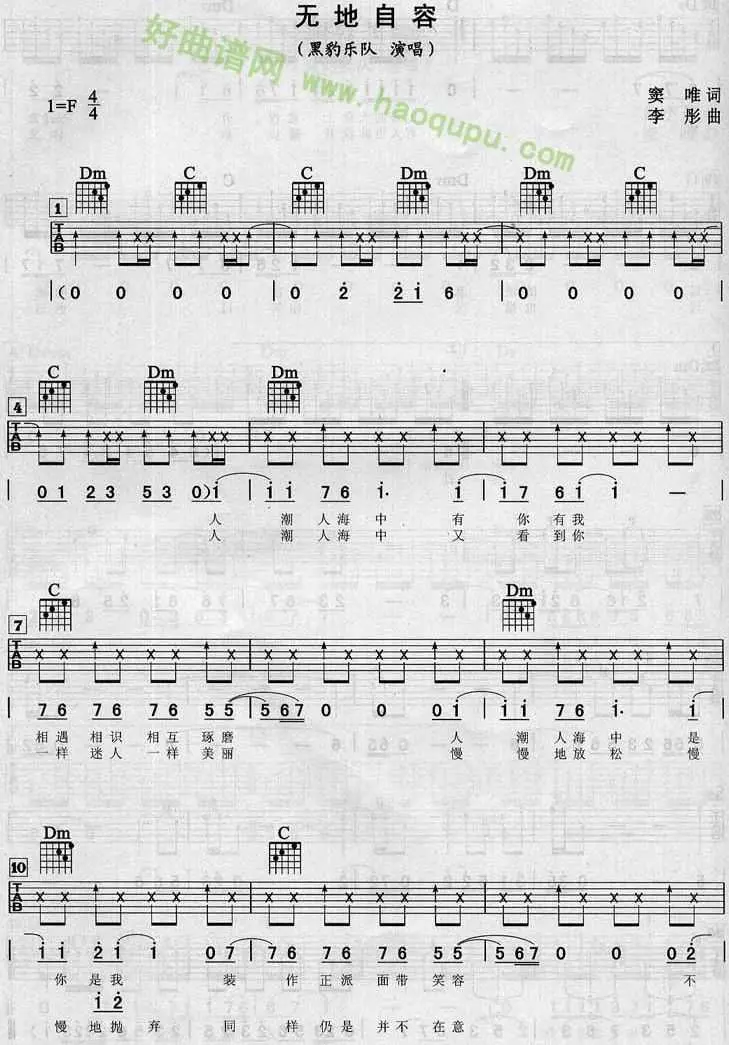 无地自容
(黑豹乐队 演唱)
好曲谱网
www.haoqupu.com
1=F 4/4
窦 唯 词
李 彤 曲
Dm C C Dm Dm C
1
TAB
(0 0 0 0 | 0 2̇ 2̇ 1̇ 6 | 0 0 0 0 |
C Dm Dm
4
TAB
| 0 1 2 3 5 3 0) 1̇ | 1̇ 1̇ 7 6 1̇· 1̇ | 1̇ 7 6 1̇ 1̇ — |
人 潮 人 海 中 有 你 有 我
人 潮 人 海 中 又 看 到 你
C Dm
7
TAB
| 7 6 7 6 7 6 5 5 | 5 6 7 0 0 0 1̇ | 1̇ 1̇ 7 6 1̇· 1̇ |
相 遇 相 识 相 互 琢 磨 人 潮 人 海 中 是
一 样 迷 人 一 样 美 丽 慢 慢 地 放 松 慢
Dm C
10
TAB
| 1̇ 1̇ 2̇ 1̇ 1̇ 0 7 | 7 6 7 6 7 6 5 5 | 5 6 7 0 0 0 2̇ |
你 是 我 装 作 正 派 面 带 笑 容 不
1̇ 2̇
慢 地 抛 弃 同 样 仍 是 并 不 在 意